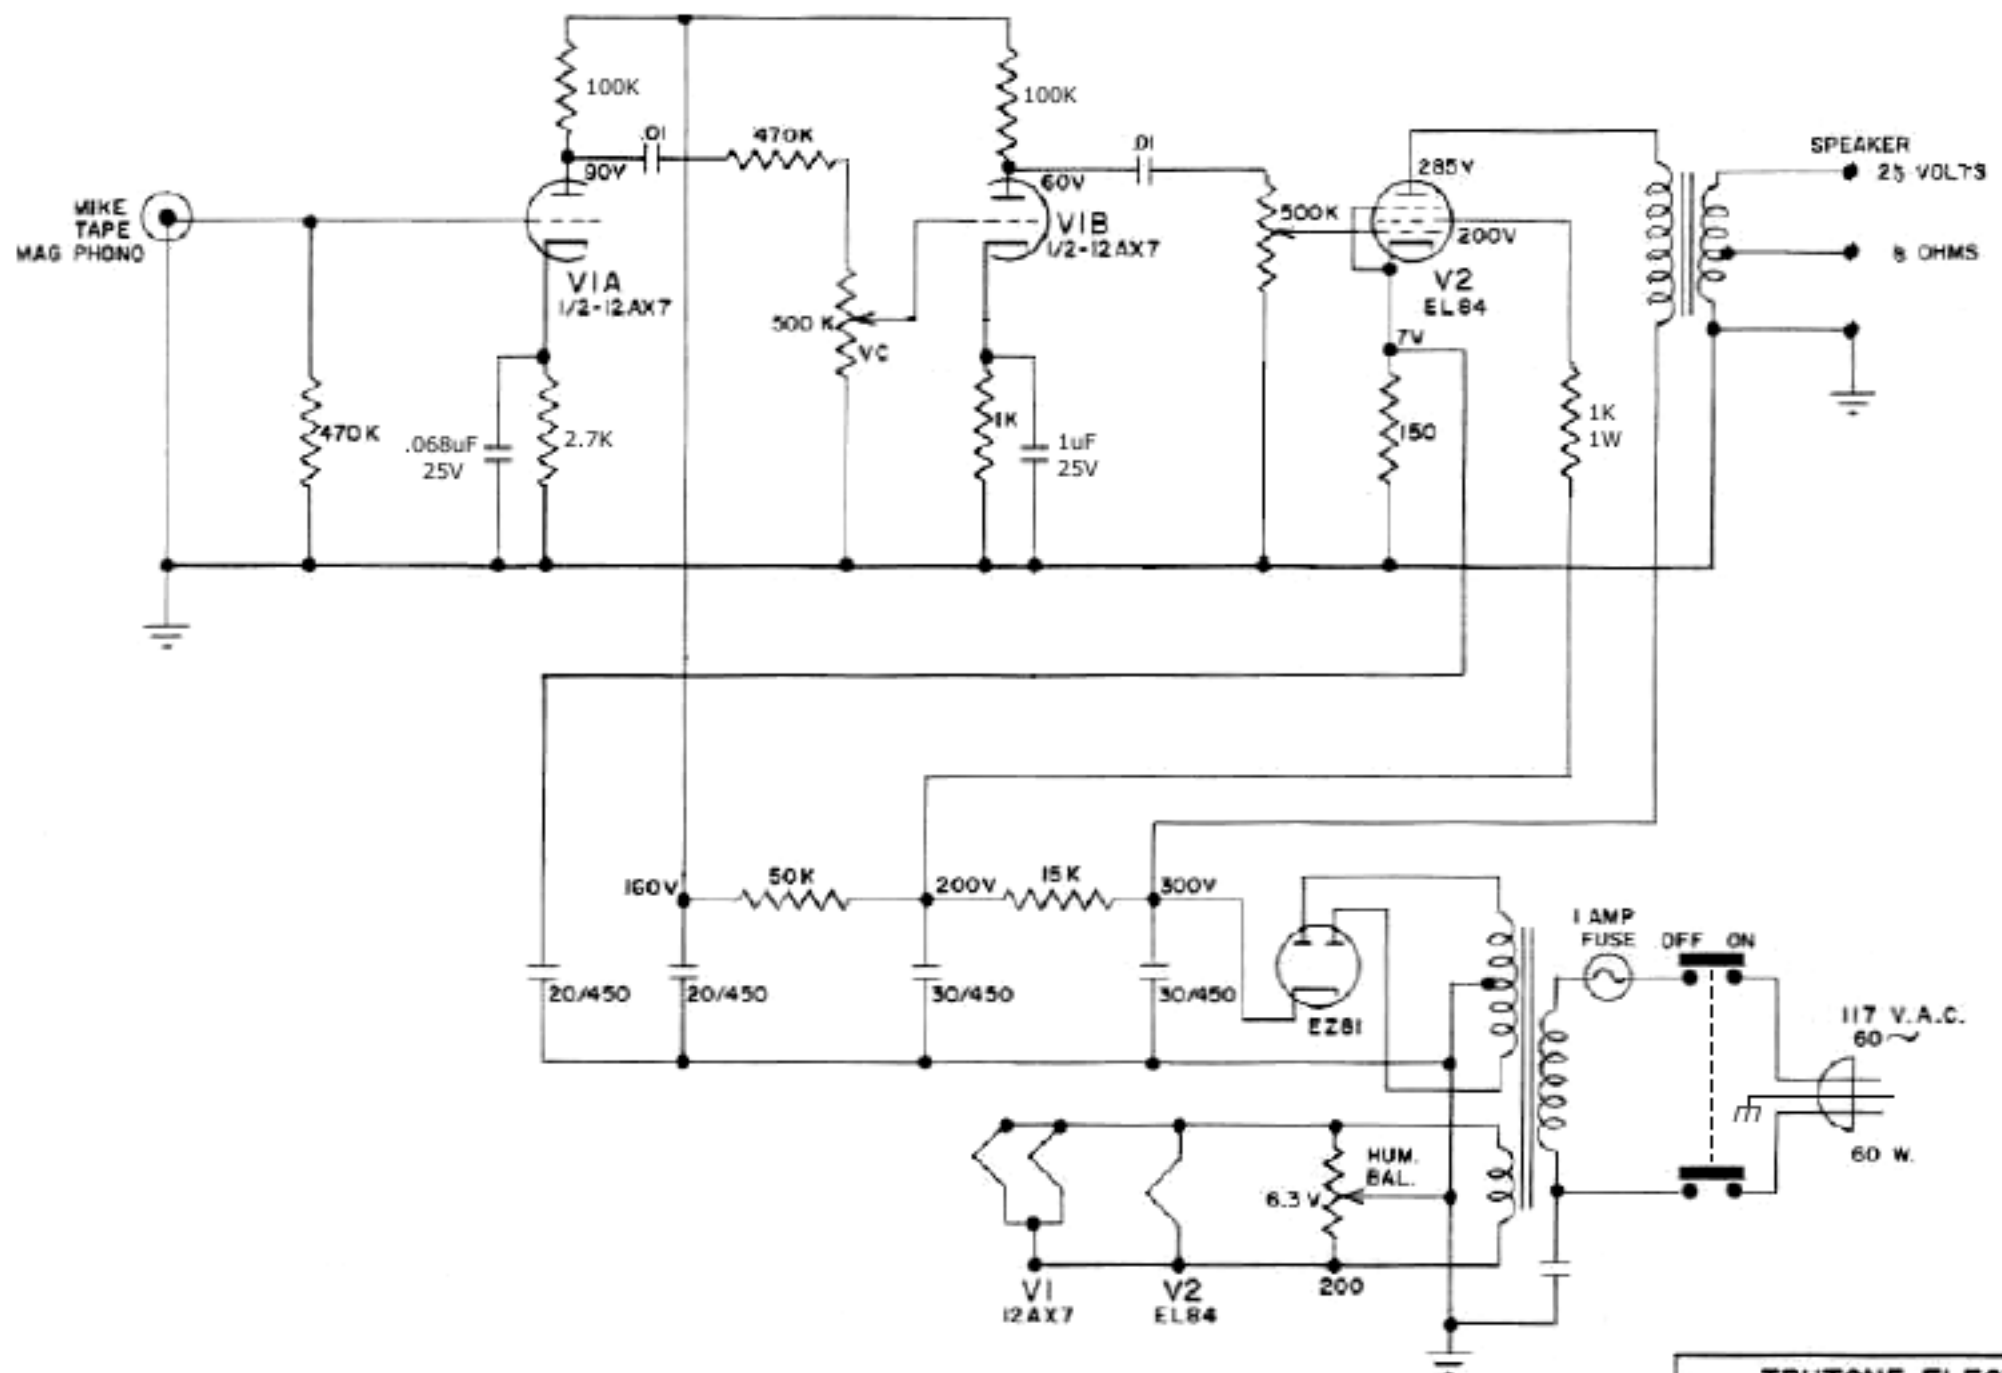 100K
100K
.01
470K
.01
SPEAKER
90V
60V
285V
25 VOLTS
MIKE
TAPE
MAG PHONO
500K
200V
V1B
1/2-12AX7
8 OHMS
V1A
1/2-12AX7
V2
EL84
500K
VC
7V
470K
.068uF
25V
2.7K
1K
1uF
25V
150
1K
1W
160V
50K
200V
15K
300V
1 AMP
FUSE
OFF ON
20/450
20/450
30/450
30/450
EZ81
117 V.A.C.
60~
HUM.
BAL.
6.3V
60 W.
V1
12AX7
V2
EL84
200